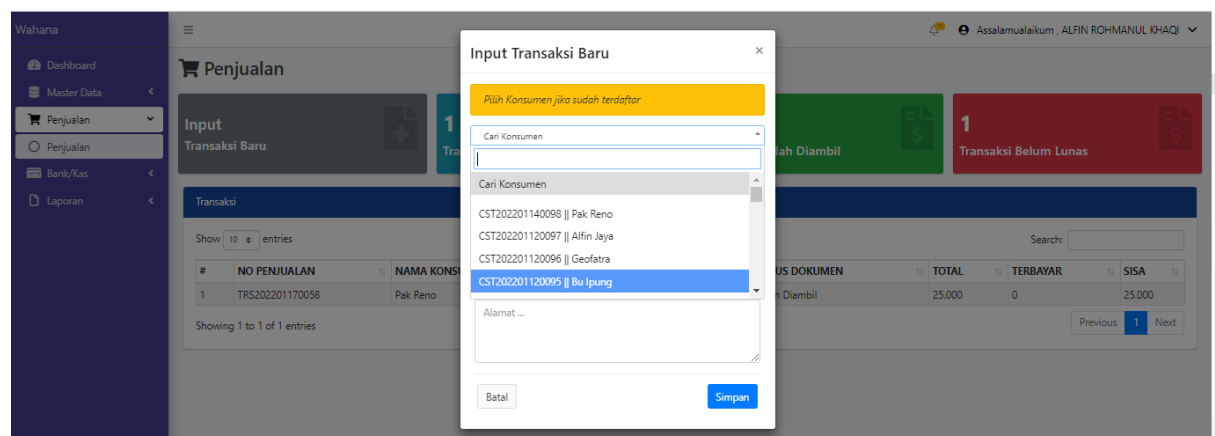 Wahana
Assalamualaikum , ALFIN ROHMANUL KHAQI
Dashboard
Master Data
Penjualan
Penjualan
Bank/Kas
Laporan
Penjualan
Input
Transaksi Baru
1
lah Diambil
1
Transaksi Belum Lunas
Transaksi
Show 10 entries
Search:
# NO PENJUALAN NAMA KONSU US DOKUMEN TOTAL TERBAYAR SISA
1 TRS202201170058 Pak Reno n Diambil 25.000 0 25.000
Showing 1 to 1 of 1 entries
Previous 1 Next
Input Transaksi Baru
×
Pilih Konsumen jika sudah terdaftar
Cari Konsumen
Cari Konsumen
CST202201140098 || Pak Reno
CST202201120097 || Alfin Jaya
CST202201120096 || Geofatra
CST202201120095 || Bu Ipung
Alamat ...
Batal
Simpan